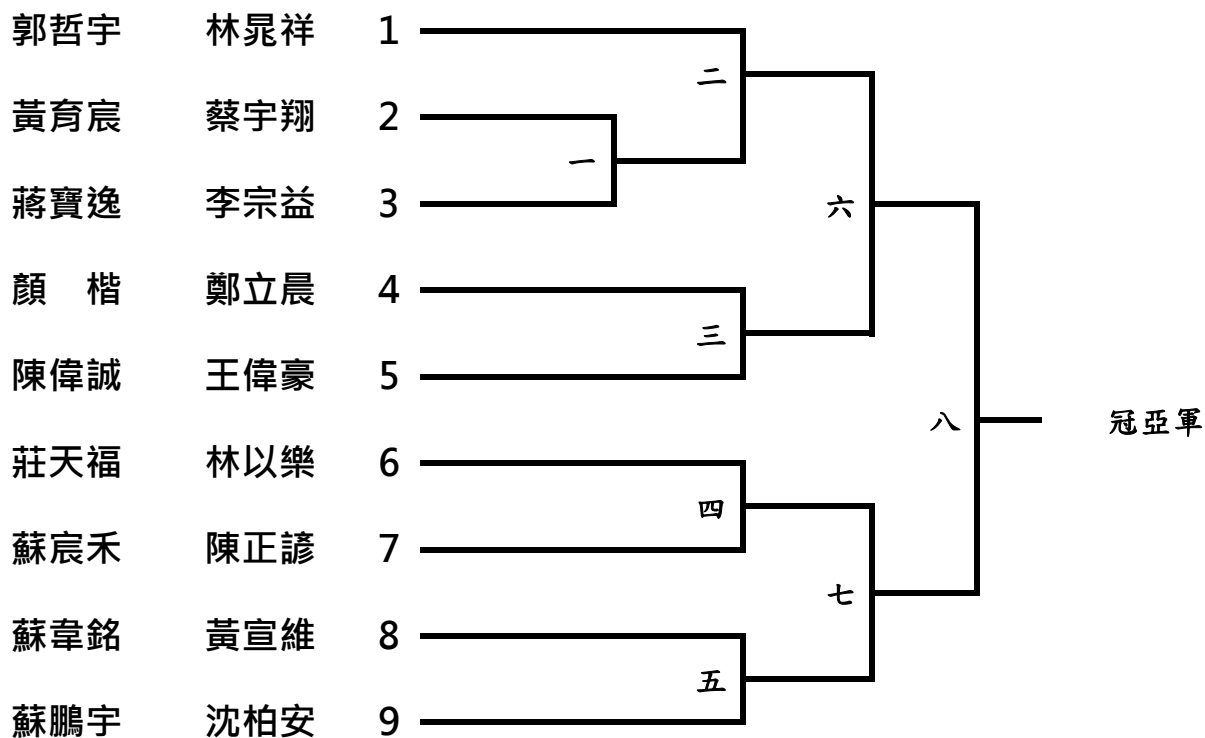 郭哲宇 林晁祥 1
二
黃育宸 蔡宇翔 2
一
蔣寶逸 李宗益 3
六
顏 楷 鄭立晨 4
三
陳偉誠 王偉豪 5
八 冠亞軍
莊天福 林以樂 6
四
蘇宸禾 陳正諺 7
七
蘇韋銘 黃宣維 8
五
蘇鵬宇 沈柏安 9